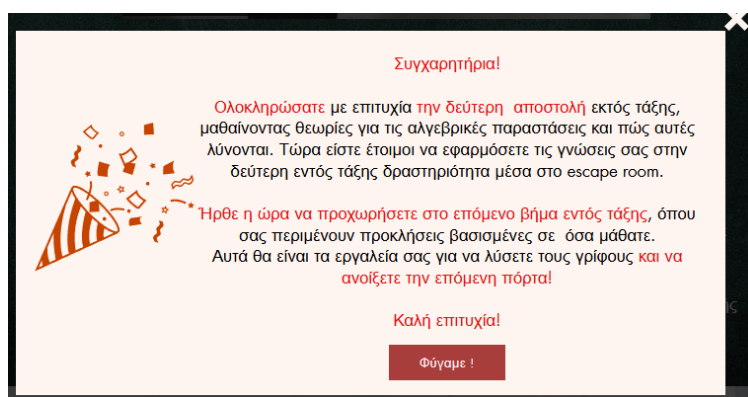 Συγχαρητήρια!
Ολοκληρώσατε με επιτυχία την δεύτερη αποστολή εκτός τάξης,
μαθαίνοντας θεωρίες για τις αλγεβρικές παραστάσεις και πώς αυτές
λύνονται. Τώρα είστε έτοιμοι να εφαρμόσετε τις γνώσεις σας στην
δεύτερη εντός τάξης δραστηριότητα μέσα στο escape room.
Ήρθε η ώρα να προχωρήσετε στο επόμενο βήμα εντός τάξης, όπου
σας περιμένουν προκλήσεις βασισμένες σε όσα μάθατε.
Αυτά θα είναι τα εργαλεία σας για να λύσετε τους γρίφους και να
ανοίξετε την επόμενη πόρτα!
Καλή επιτυχία!
Φύγαμε !